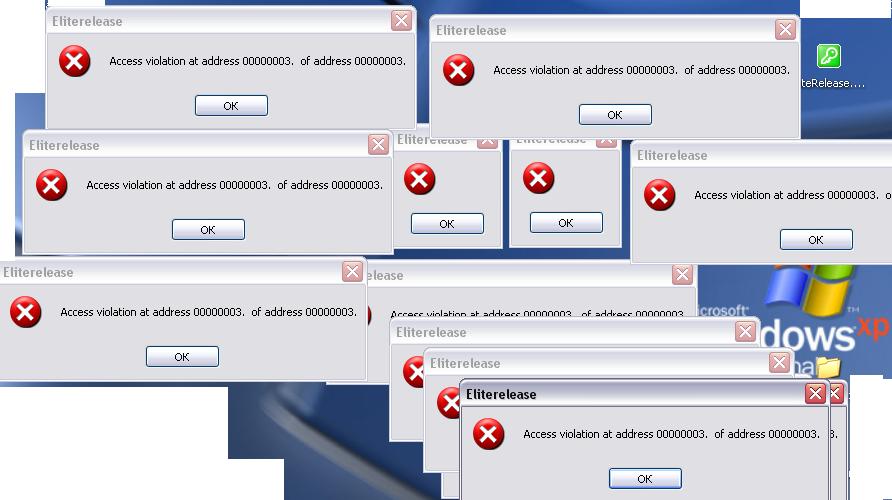 Eliterelease
Access violation at address 00000003.  of address 00000003.
OK
Eliterelease
Access violation at address 00000003.  of address 00000003.
OK
teRelease....
Eliterelease
Access violation at address 00000003.  of address 00000003.
OK
Eliterelease
OK
Eliterelease
OK
Eliterelease
Access violation at address 00000003.  o
OK
Eliterelease
Access violation at address 00000003.  of address 00000003.
OK
elease
Access violation at address 00000003.  of address 00000003.
crosoft®
dows xp
TM
Eliterelease
Eliterelease
Eliterelease
Access violation at address 00000003.  of address 00000003.
3.
OK